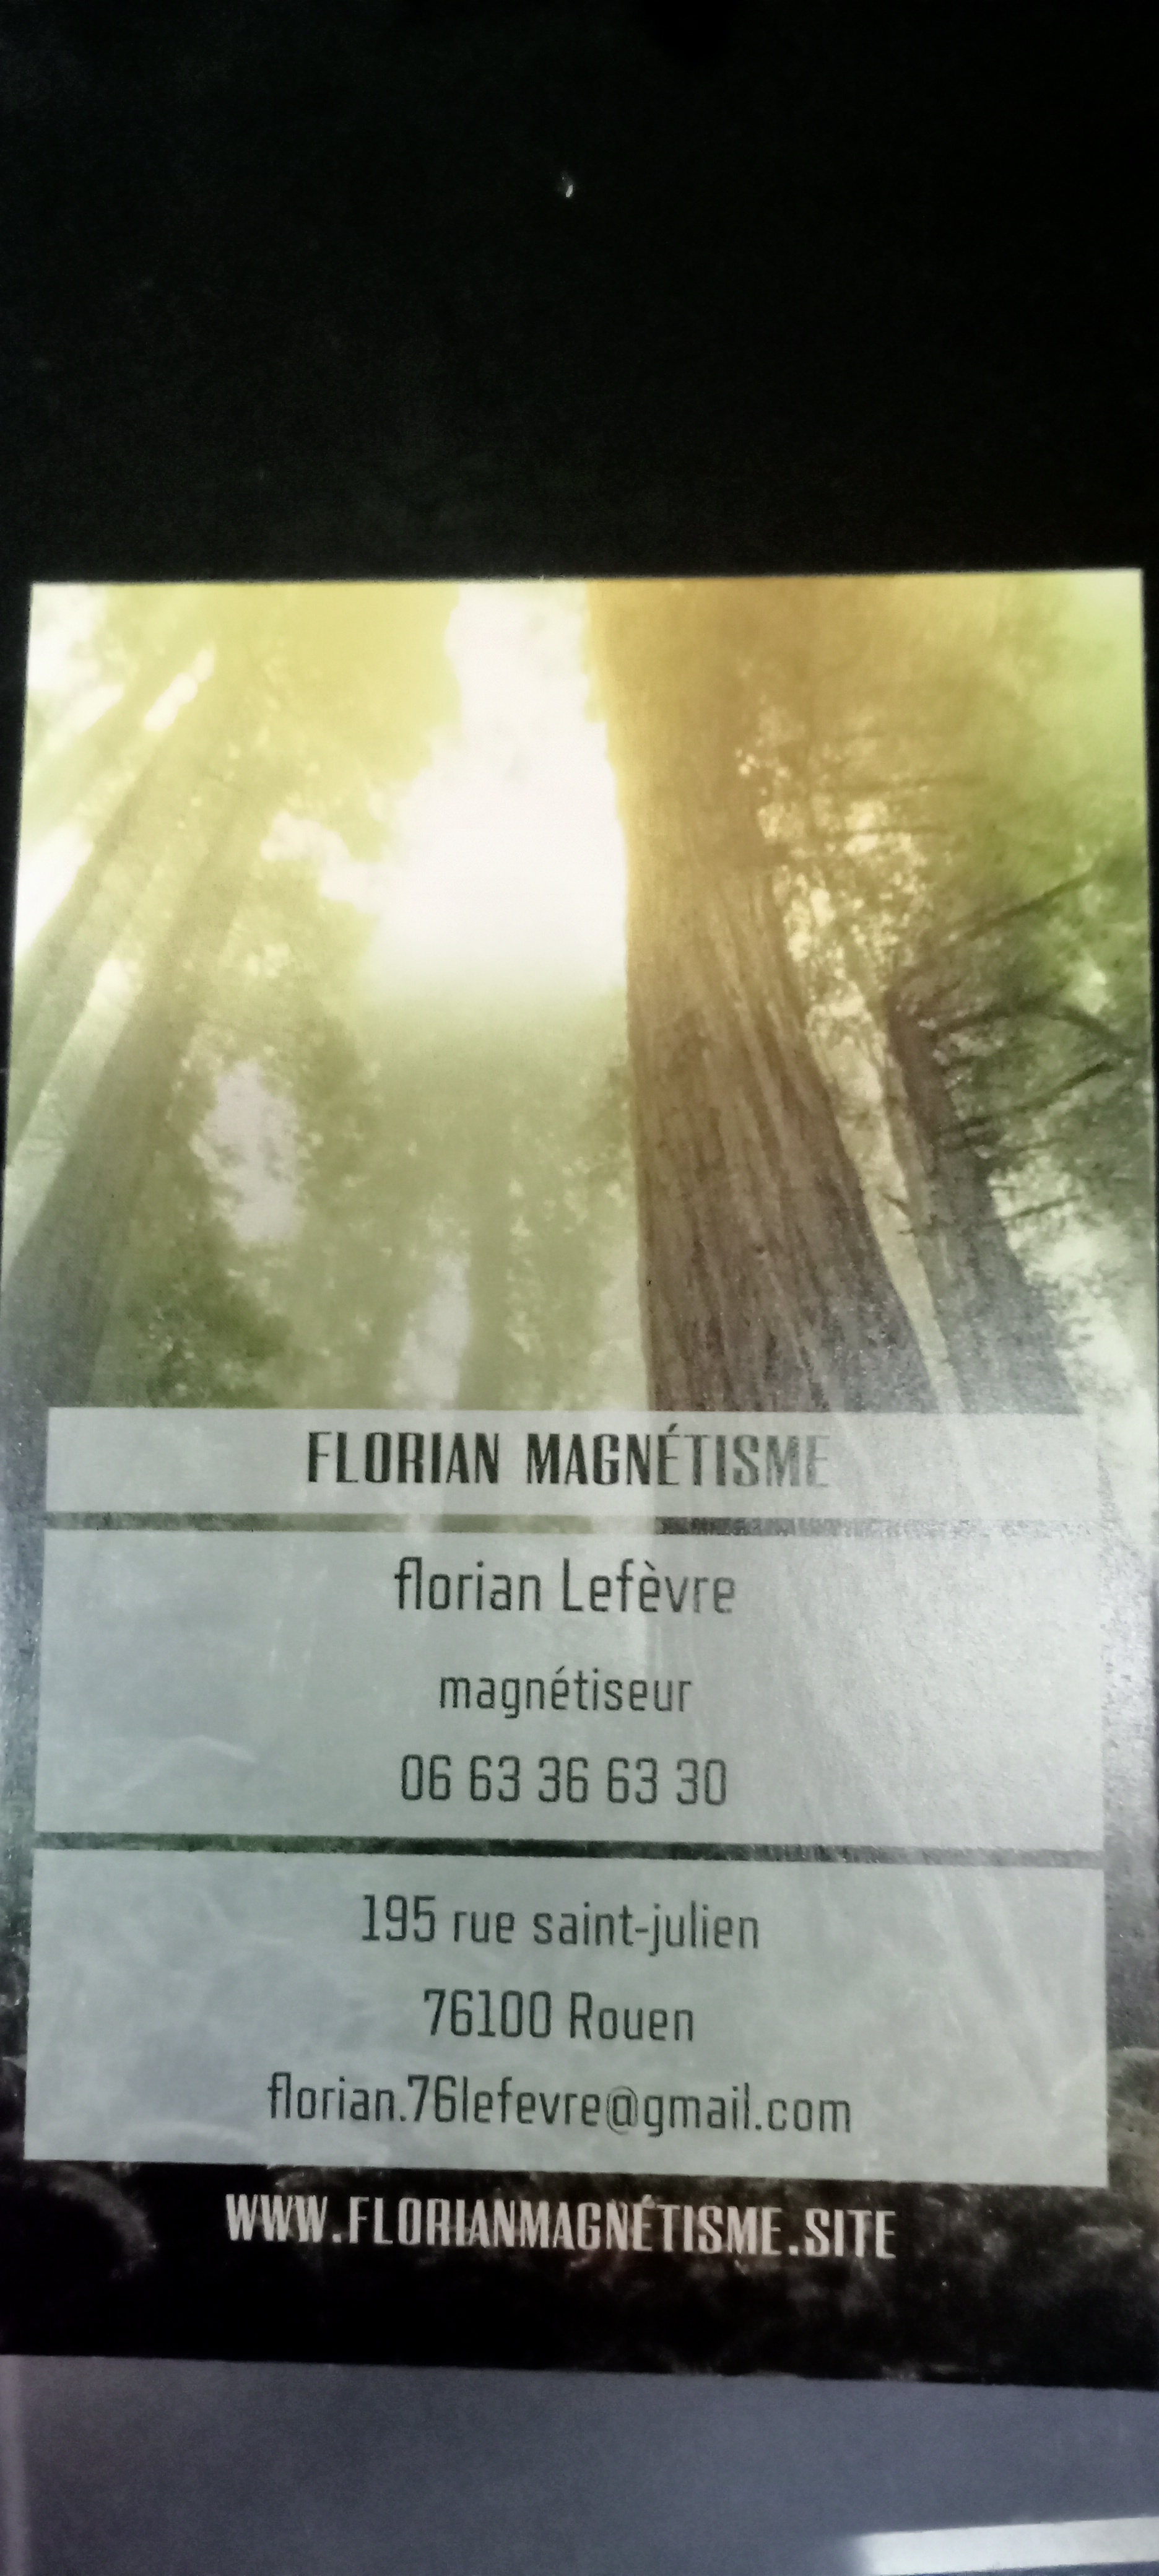 FLORIAN MAGNÉTISME
florian Lefèvre
magnétiseur
06 63 36 63 30
195 rue saint-julien
76100 Rouen
florian.76lefevre@gmail.com
WWW.FLORIANMAGNÉTISME.SITE